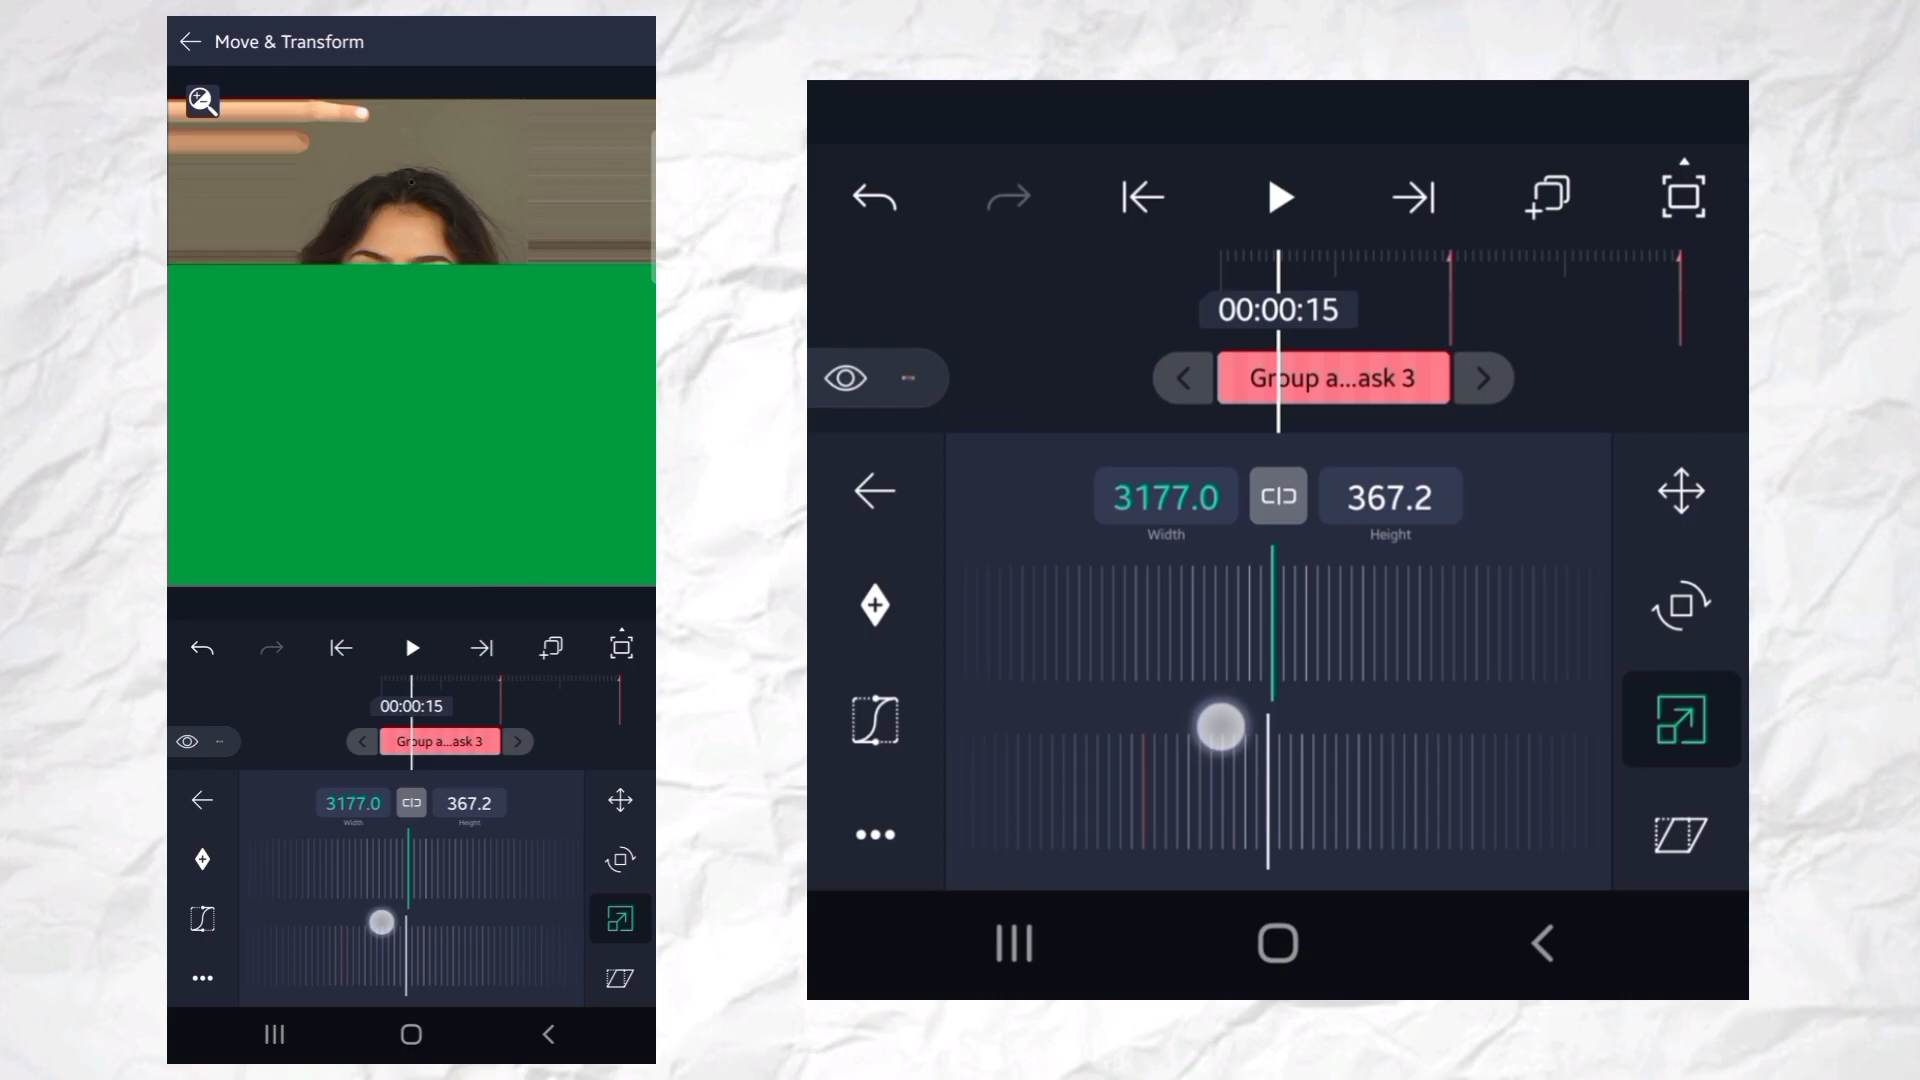 Move & Transform
00:00:15
Group a...ask 3
3177.0
367.2
Width
Height
00:00:15
Group a...ask 3
3177.0
367.2
Width
Height